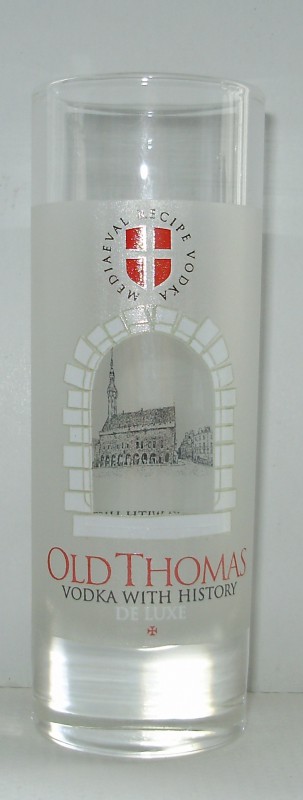 MEDIAEVAL RECIPE VODKA
OLD THOMAS
VODKA WITH HISTORY
DE LUXE